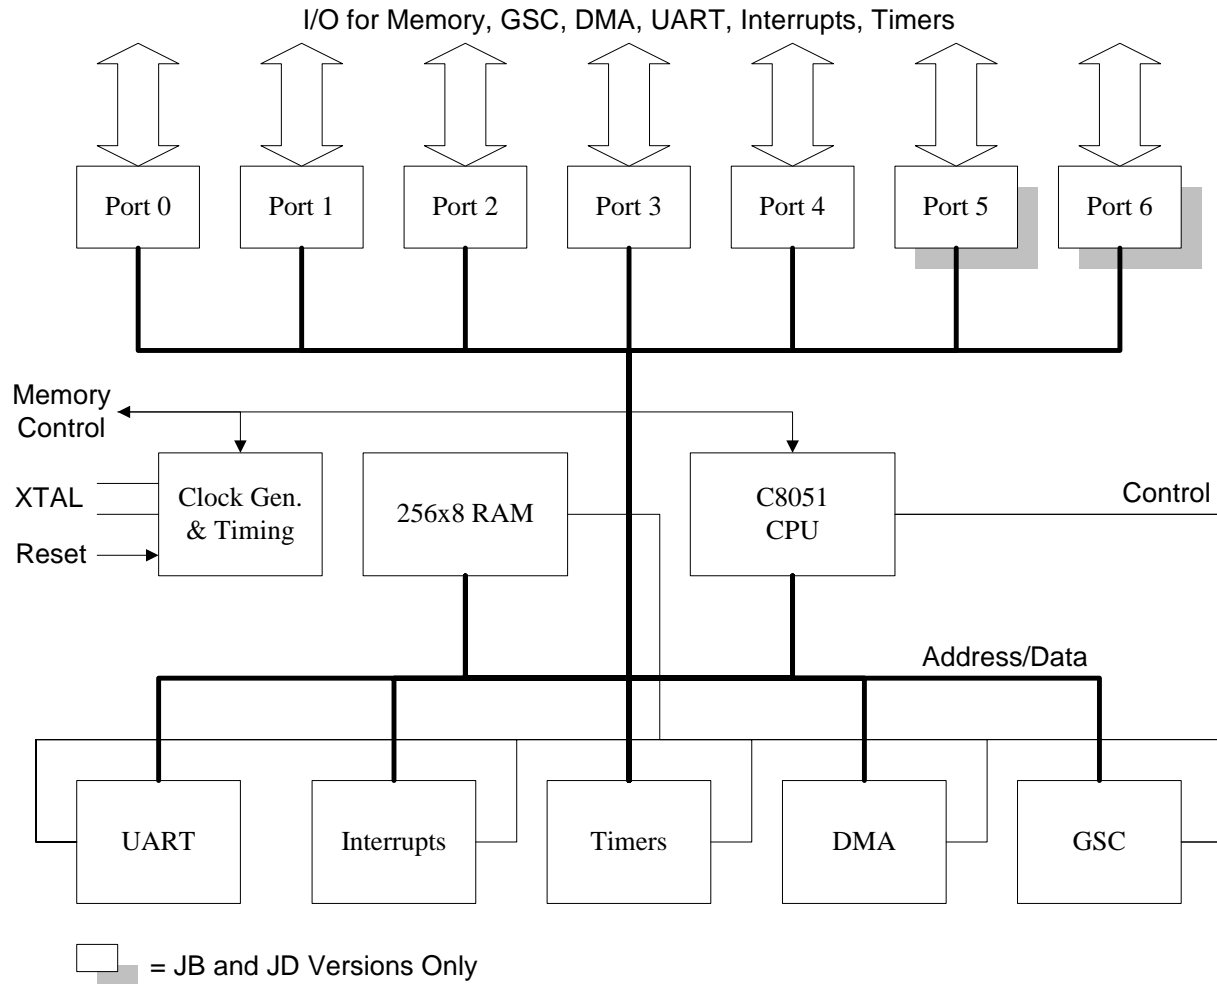 I/O for Memory, GSC, DMA, UART, Interrupts, Timers
Port 0
Port 1
Port 2
Port 3
Port 4
Port 5
Port 6
Memory
Control
XTAL
Reset
Clock Gen.
& Timing
256x8 RAM
C8051
CPU
Control
Address/Data
UART
Interrupts
Timers
DMA
GSC
= JB and JD Versions Only